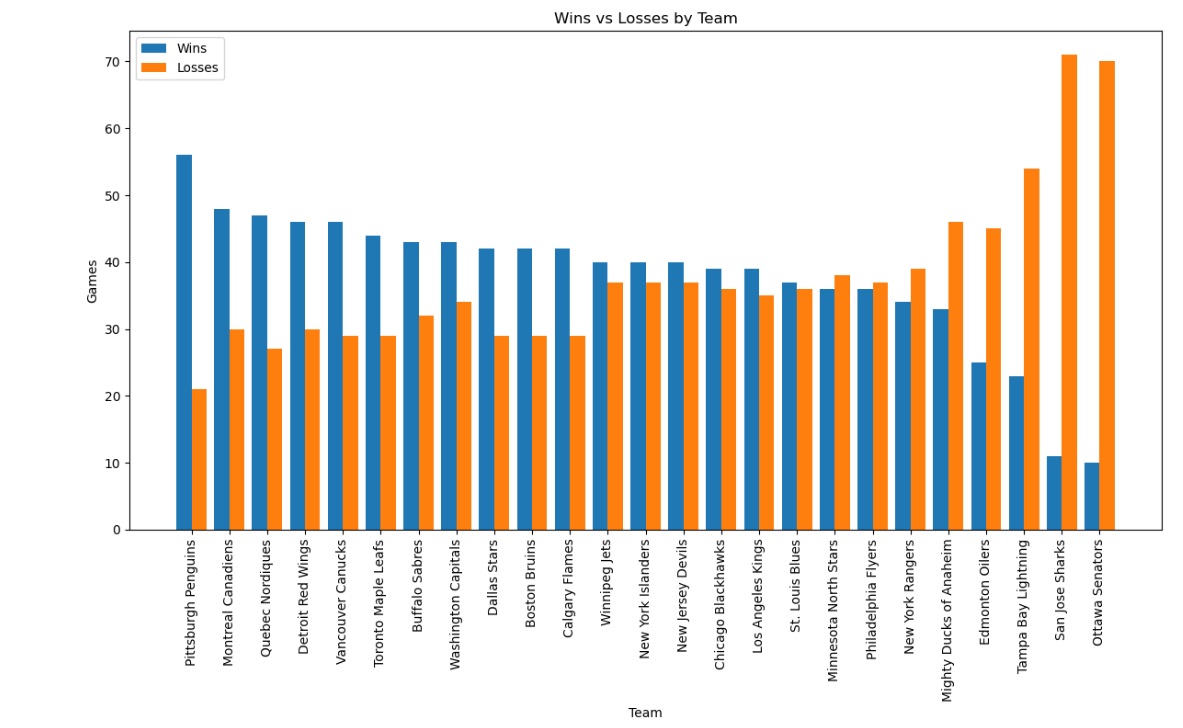 Wins vs Losses by Team
Wins
Losses
Games
70
60
50
40
30
20
10
0
Pittsburgh Penguins
Montreal Canadiens
Quebec Nordiques
Detroit Red Wings
Vancouver Canucks
Toronto Maple Leafs
Buffalo Sabres
Washington Capitals
Dallas Stars
Boston Bruins
Calgary Flames
Winnipeg Jets
New York Islanders
New Jersey Devils
Chicago Blackhawks
Los Angeles Kings
St. Louis Blues
Minnesota North Stars
Philadelphia Flyers
New York Rangers
Mighty Ducks of Anaheim
Edmonton Oilers
Tampa Bay Lightning
San Jose Sharks
Ottawa Senators
Team